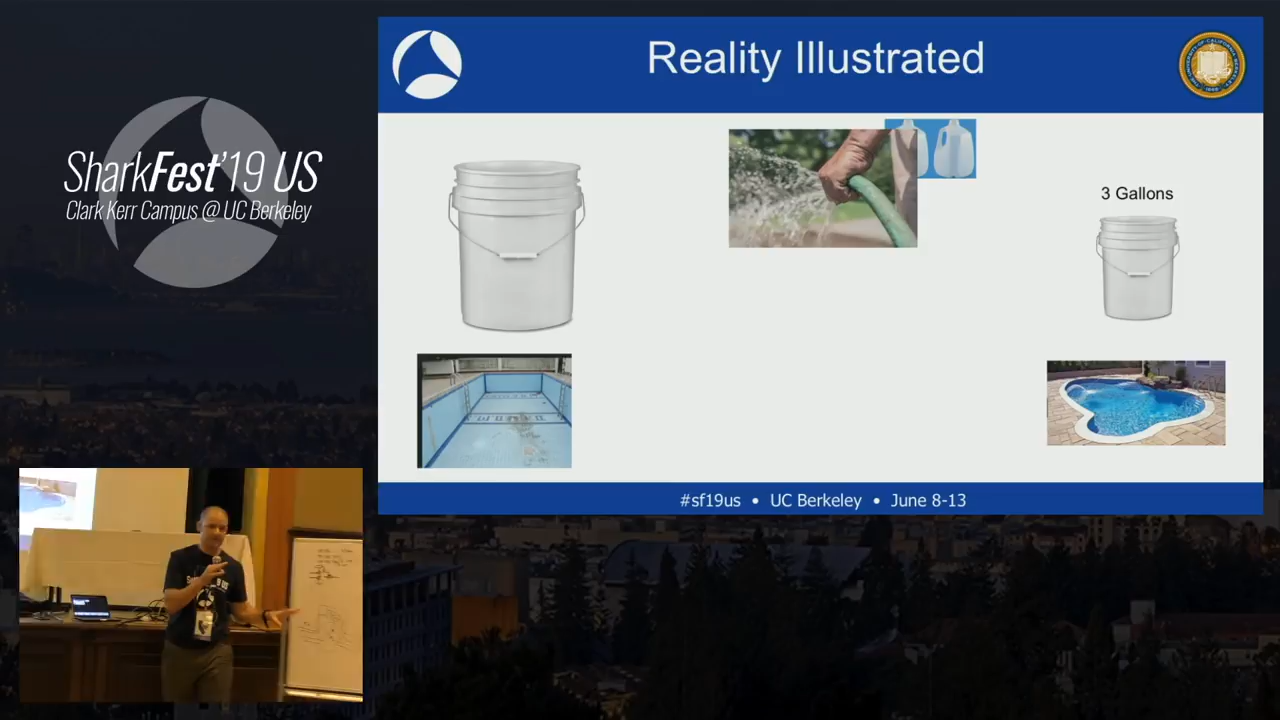 SharkFest'19 US
Clark Kerr Campus @ UC Berkeley
Reality Illustrated
3 Gallons
#sf19us • UC Berkeley • June 8-13